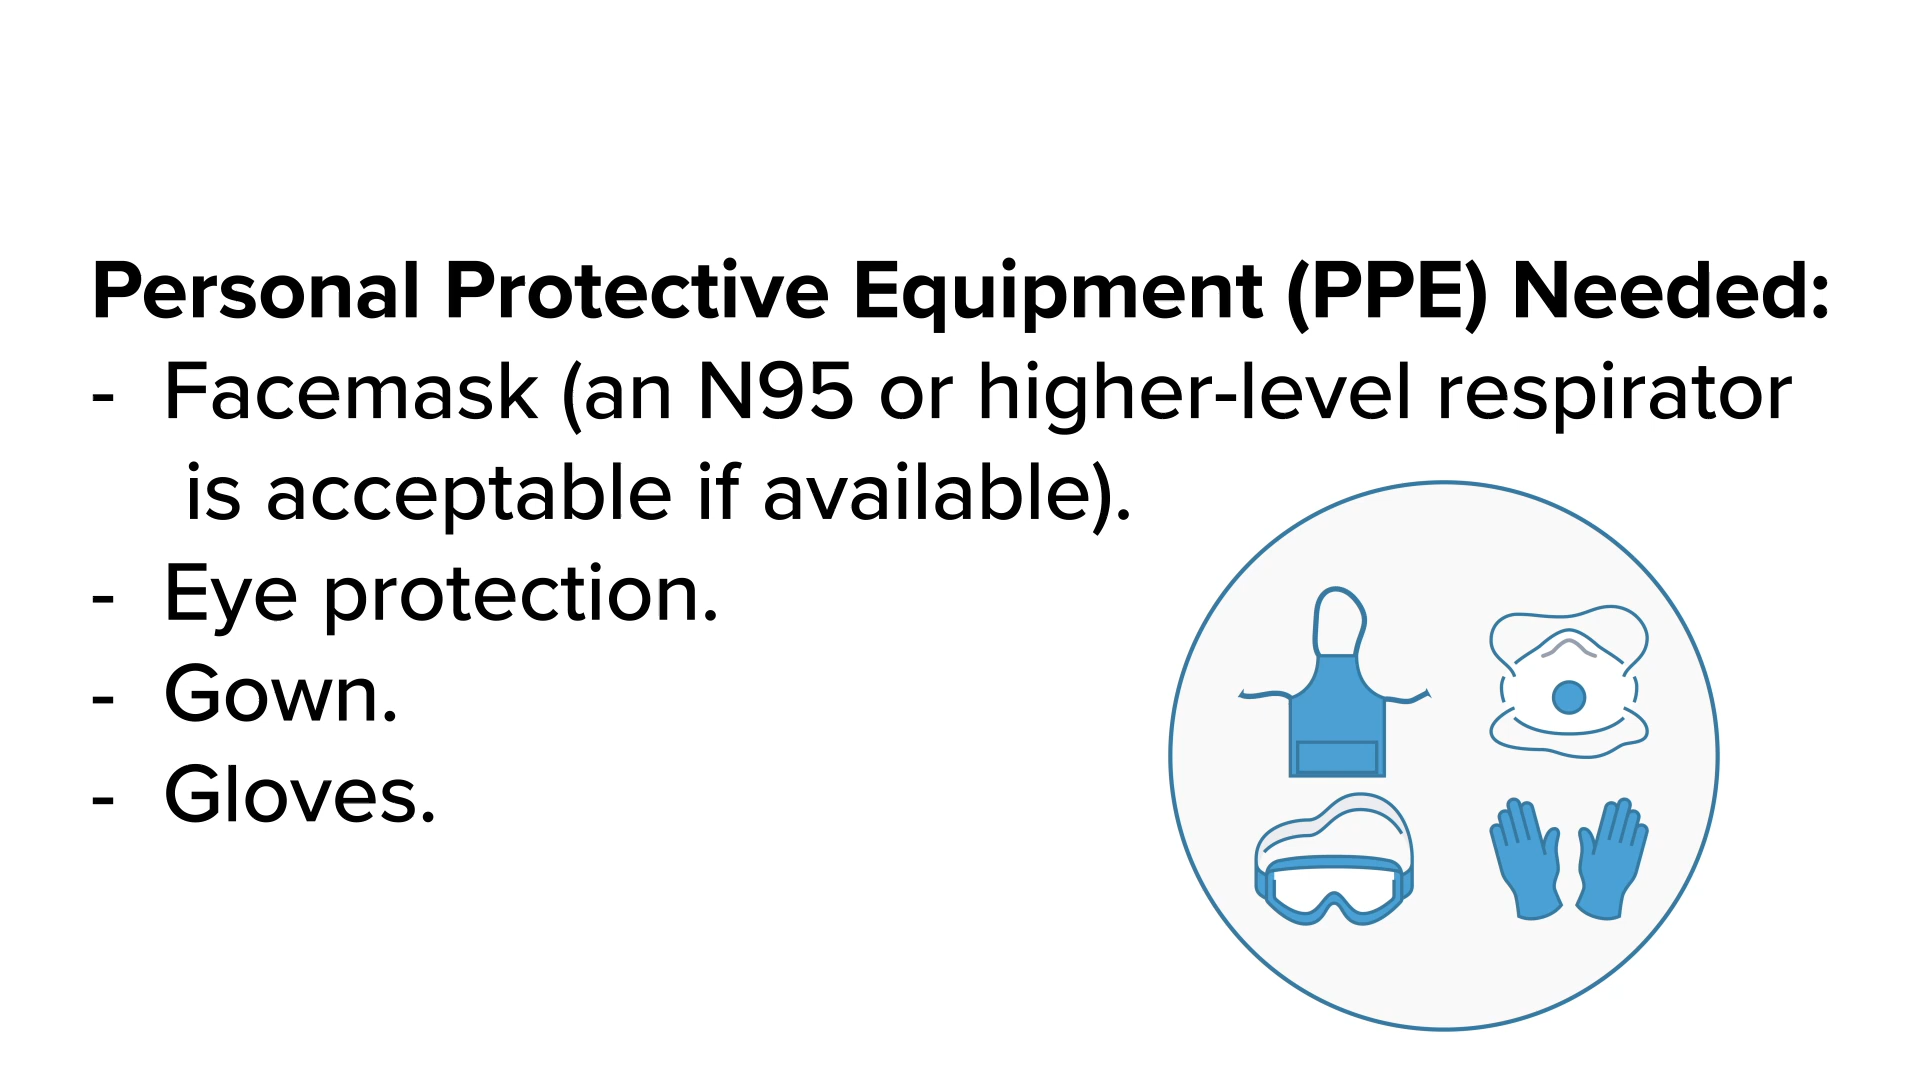 Personal Protective Equipment (PPE) Needed:
- Facemask (an N95 or higher-level respirator
is acceptable if available).
- Eye protection.
- Gown.
- Gloves.